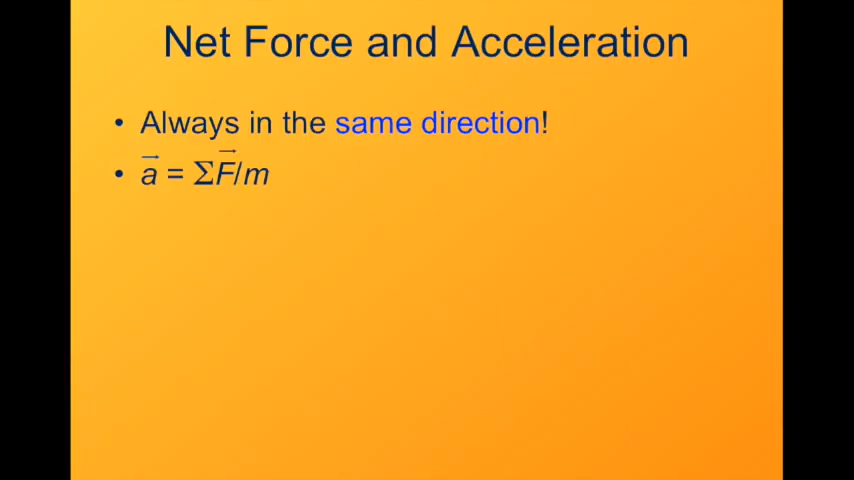 Net Force and Acceleration
• Always in the same direction!
• a⃗ = ΣF⃗/m